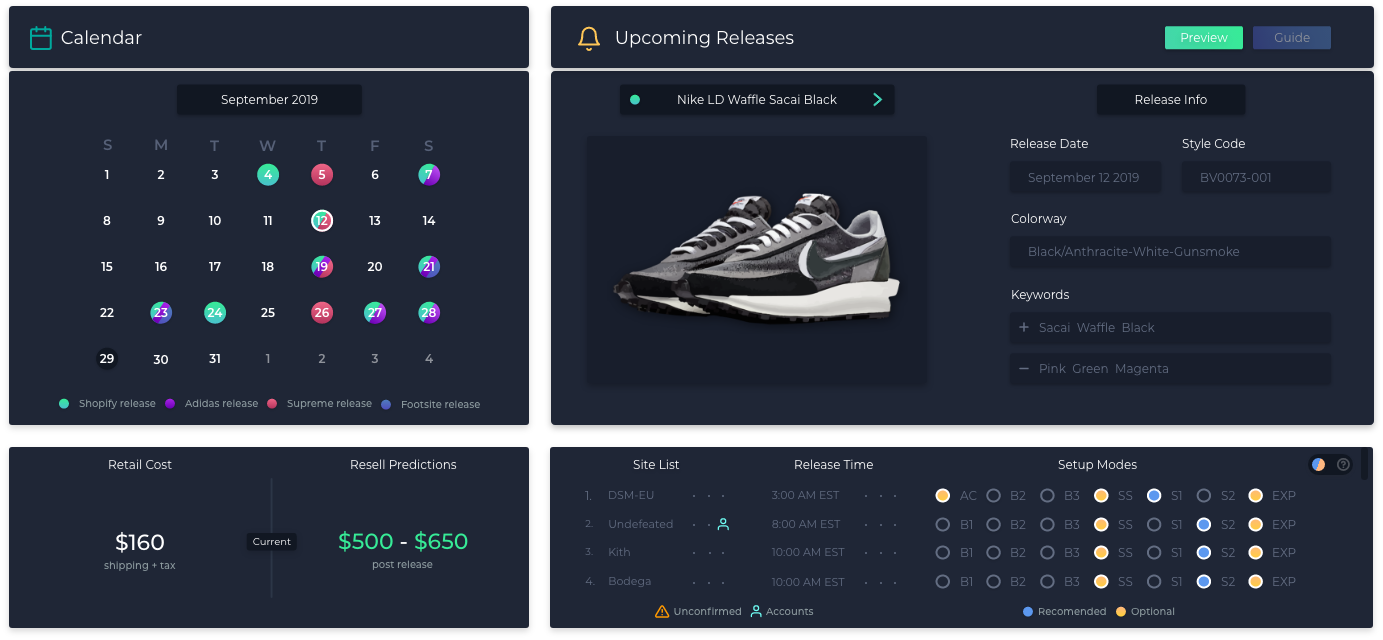 Calendar
September 2019
S M T W T F S
1 2 3 4 5 6 7
8 9 10 11 12 13 14
15 16 17 18 19 20 21
22 23 24 25 26 27 28
29 30 31 1 2 3 4
Shopify release Adidas release Supreme release Footsite release
Upcoming Releases
Preview Guide
Nike LD Waffle Sacai Black
Release Info
Release Date Style Code
September 12 2019 BV0073-001
Colorway
Black/Anthracite-White-Gunsmoke
Keywords
+ Sacai Waffle Black
− Pink Green Magenta
Retail Cost Resell Predictions
$160 Current $500 - $650
shipping + tax post release
Site List Release Time Setup Modes ?
1. DSM-EU 3:00 AM EST AC B2 B3 SS S1 S2 EXP
2. Undefeated 8:00 AM EST B1 B2 B3 SS S1 S2 EXP
3. Kith 10:00 AM EST B1 B2 B3 SS S1 S2 EXP
4. Bodega 10:00 AM EST B1 B2 B3 SS S1 S2 EXP
Unconfirmed Accounts Recomended Optional